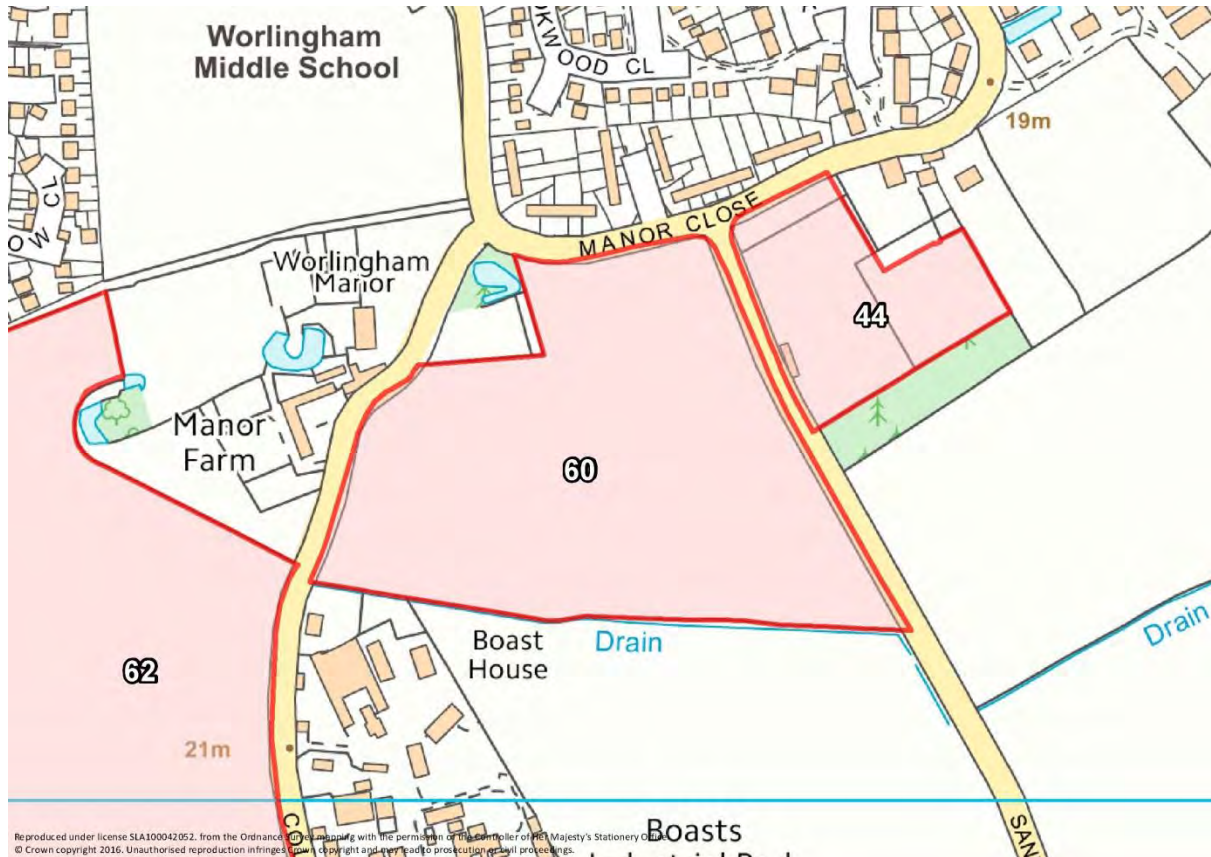 Worlingham
Middle School
OKWOOD CL
19m
OW CL
MANOR CLOSE
Worlingham
Manor
44
Manor
Farm
60
Boast
House
Drain
Drain
62
21m
SAN
Boasts
Reproduced under license SLA100042052. from the Ordnance Survey mapping with the permission of the Controller of Her Majesty's Stationery Office.
© Crown copyright 2016. Unauthorised reproduction infringes Crown copyright and may lead to prosecution or civil proceedings.